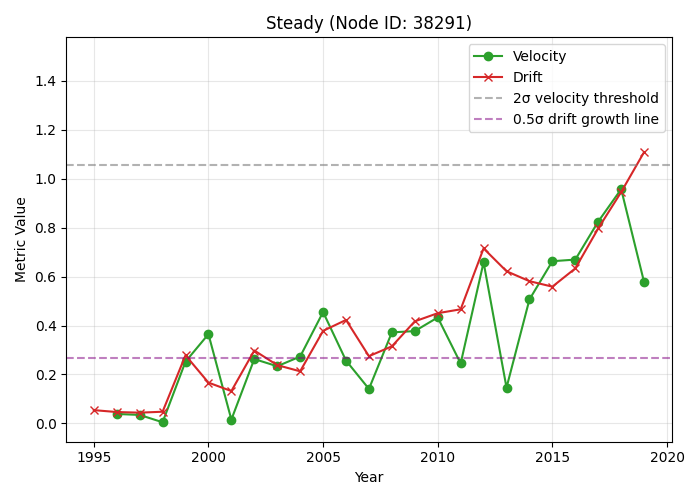 Steady (Node ID: 38291)
Velocity
Drift
2σ velocity threshold
0.5σ drift growth line
Metric Value
1.4
1.2
1.0
0.8
0.6
0.4
0.2
0.0
1995
2000
2005
2010
2015
2020
Year